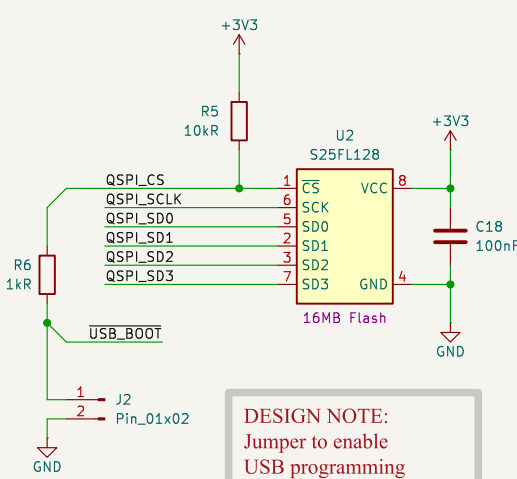 +3V3
R5
10kR
+3V3
U2
S25FL128
QSPI_CS
1 CS VCC 8
QSPI_SCLK
6 SCK
QSPI_SD0
5 SD0
C18
QSPI_SD1
2 SD1
100nF
QSPI_SD2
3 SD2
R6
QSPI_SD3
7 SD3 GND 4
1kR
16MB Flash
USB_BOOT
GND
1 J2
2 Pin_01x02
GND
DESIGN NOTE:
Jumper to enable
USB programming